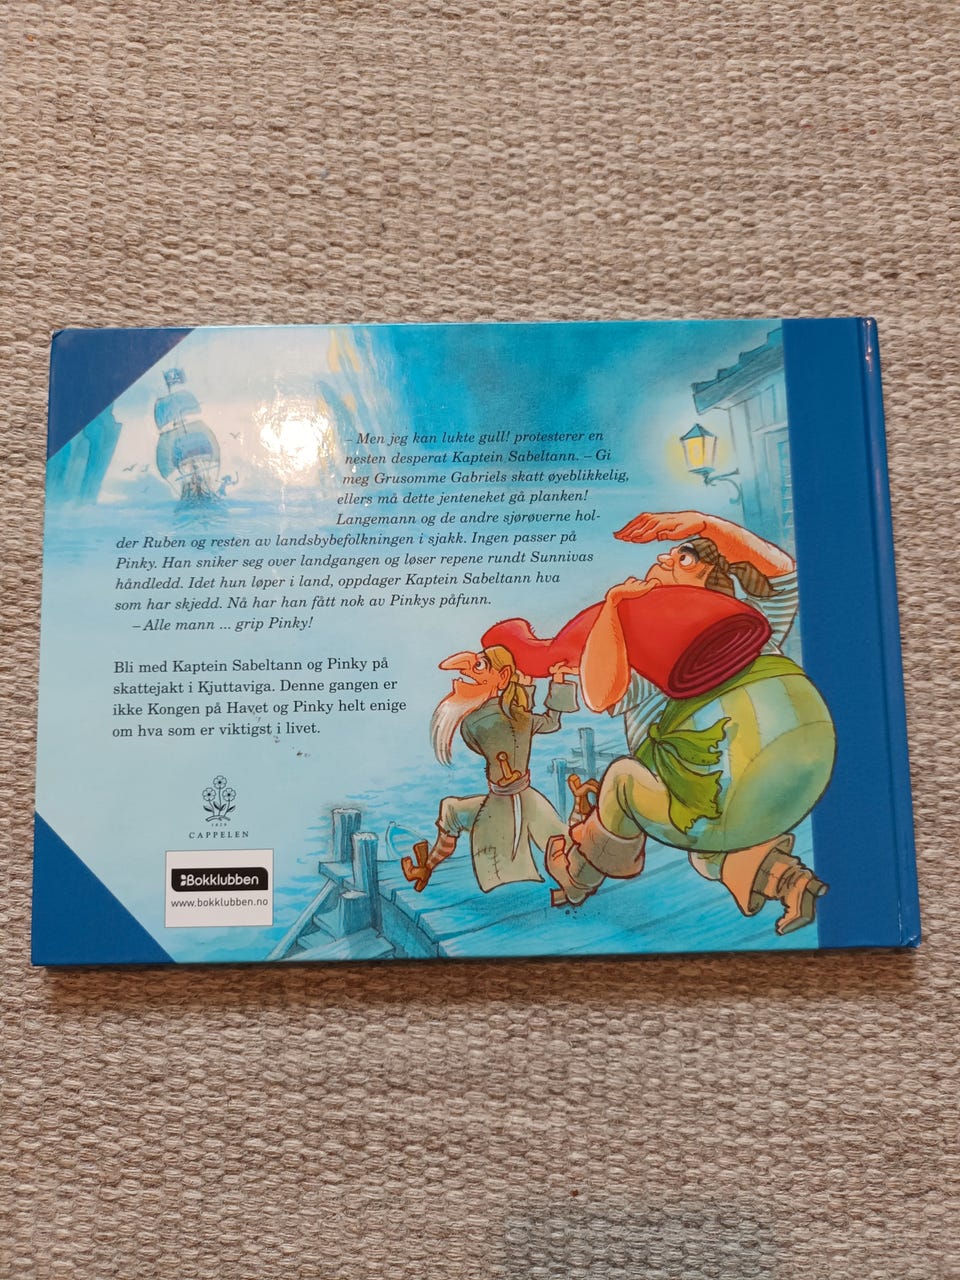 – Men jeg kan lukte gull! protesterer en
nesten desperat Kaptein Sabeltann. – Gi
meg Grusomme Gabriels skatt øyeblikkelig,
ellers må dette jenteneket gå planken!
Langemann og de andre sjørøverne hol-
der Ruben og resten av landsbybefolkningen i sjakk. Ingen passer på
Pinky. Han sniker seg over landgangen og løser repene rundt Sunnivas
håndledd. Idet hun løper i land, oppdager Kaptein Sabeltann hva
som har skjedd. Nå har han fått nok av Pinkys påfunn.
– Alle mann ... grip Pinky!
Bli med Kaptein Sabeltann og Pinky på
skattejakt i Kjuttaviga. Denne gangen er
ikke Kongen på Havet og Pinky helt enige
om hva som er viktigst i livet.
1829
CAPPELEN
Bokklubben
www.bokklubben.no